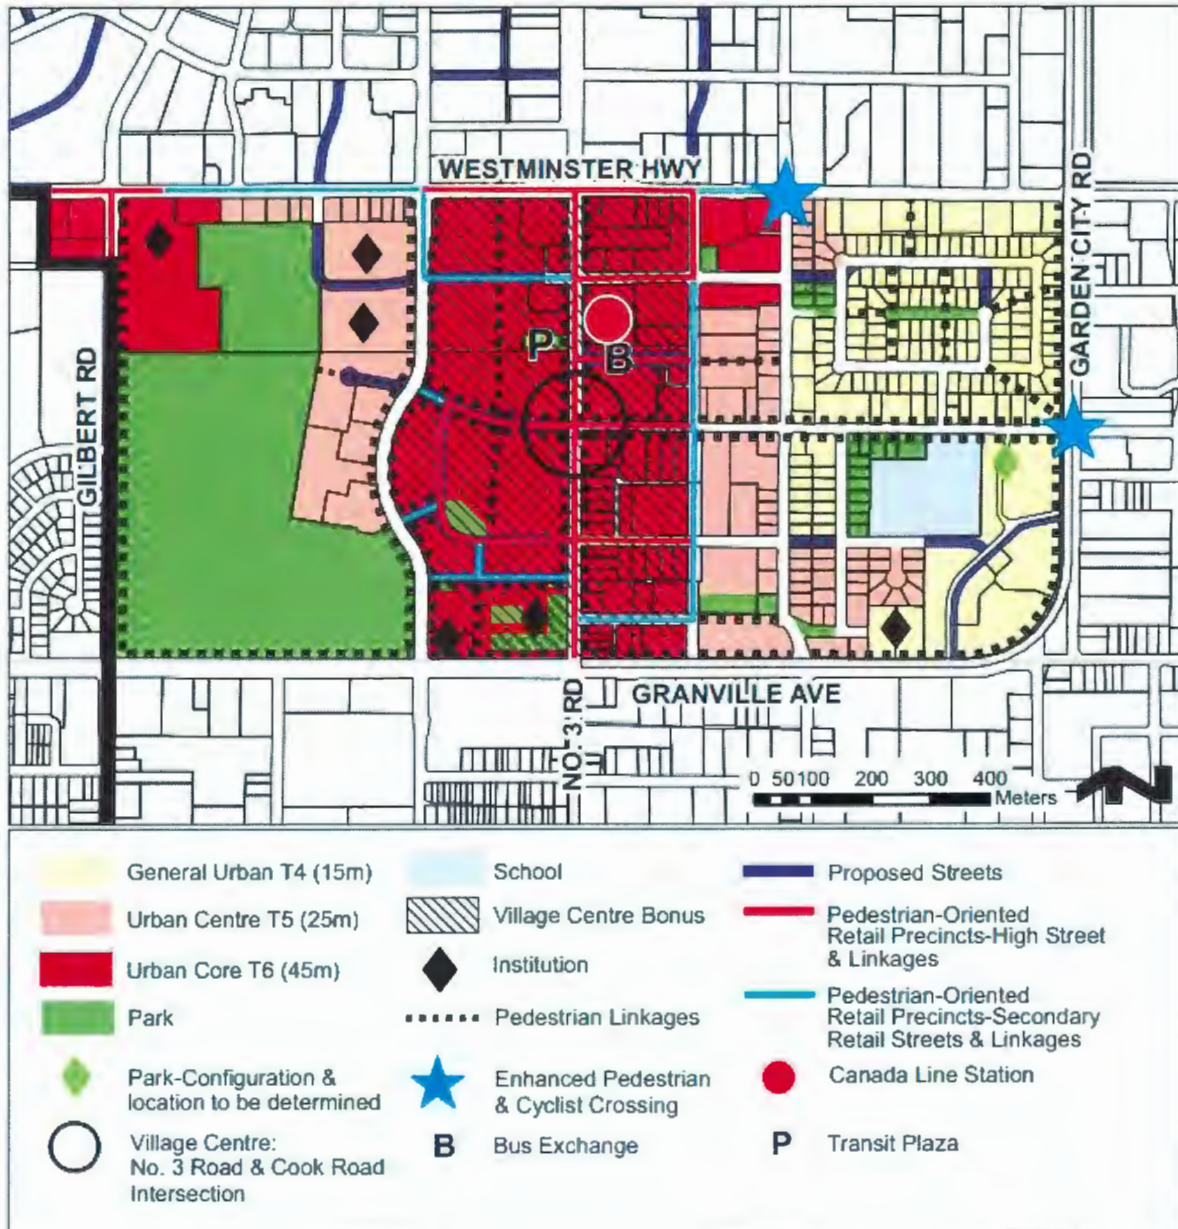 WESTMINSTER HWY
GILBERT RD
GARDEN CITY RD
P
B
NO. 3 RD
GRANVILLE AVE
0 50 100 200 300 400
Meters
N
General Urban T4 (15m)
Urban Centre T5 (25m)
Urban Core T6 (45m)
Park
Park-Configuration &
location to be determined
Village Centre:
No. 3 Road & Cook Road
Intersection
School
Village Centre Bonus
Institution
Pedestrian Linkages
Enhanced Pedestrian
& Cyclist Crossing
B Bus Exchange
Proposed Streets
Pedestrian-Oriented
Retail Precincts-High Street
& Linkages
Pedestrian-Oriented
Retail Precincts-Secondary
Retail Streets & Linkages
Canada Line Station
P Transit Plaza